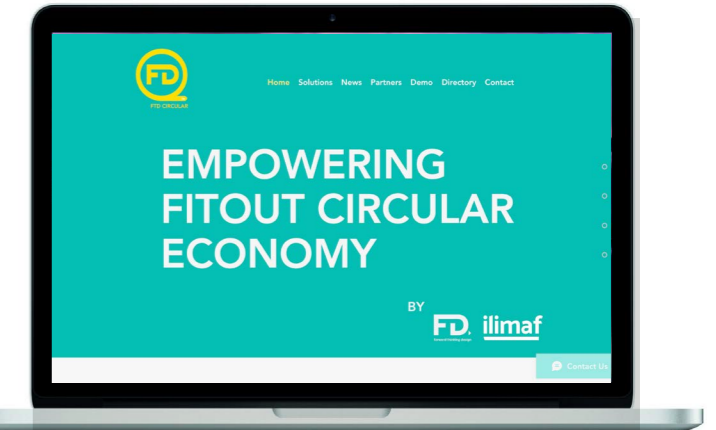 FD
FTD CIRCULAR
Home Solutions News Partners Demo Directory Contact
EMPOWERING
FITOUT CIRCULAR
ECONOMY
BY
FD. ilimaf
Contact Us